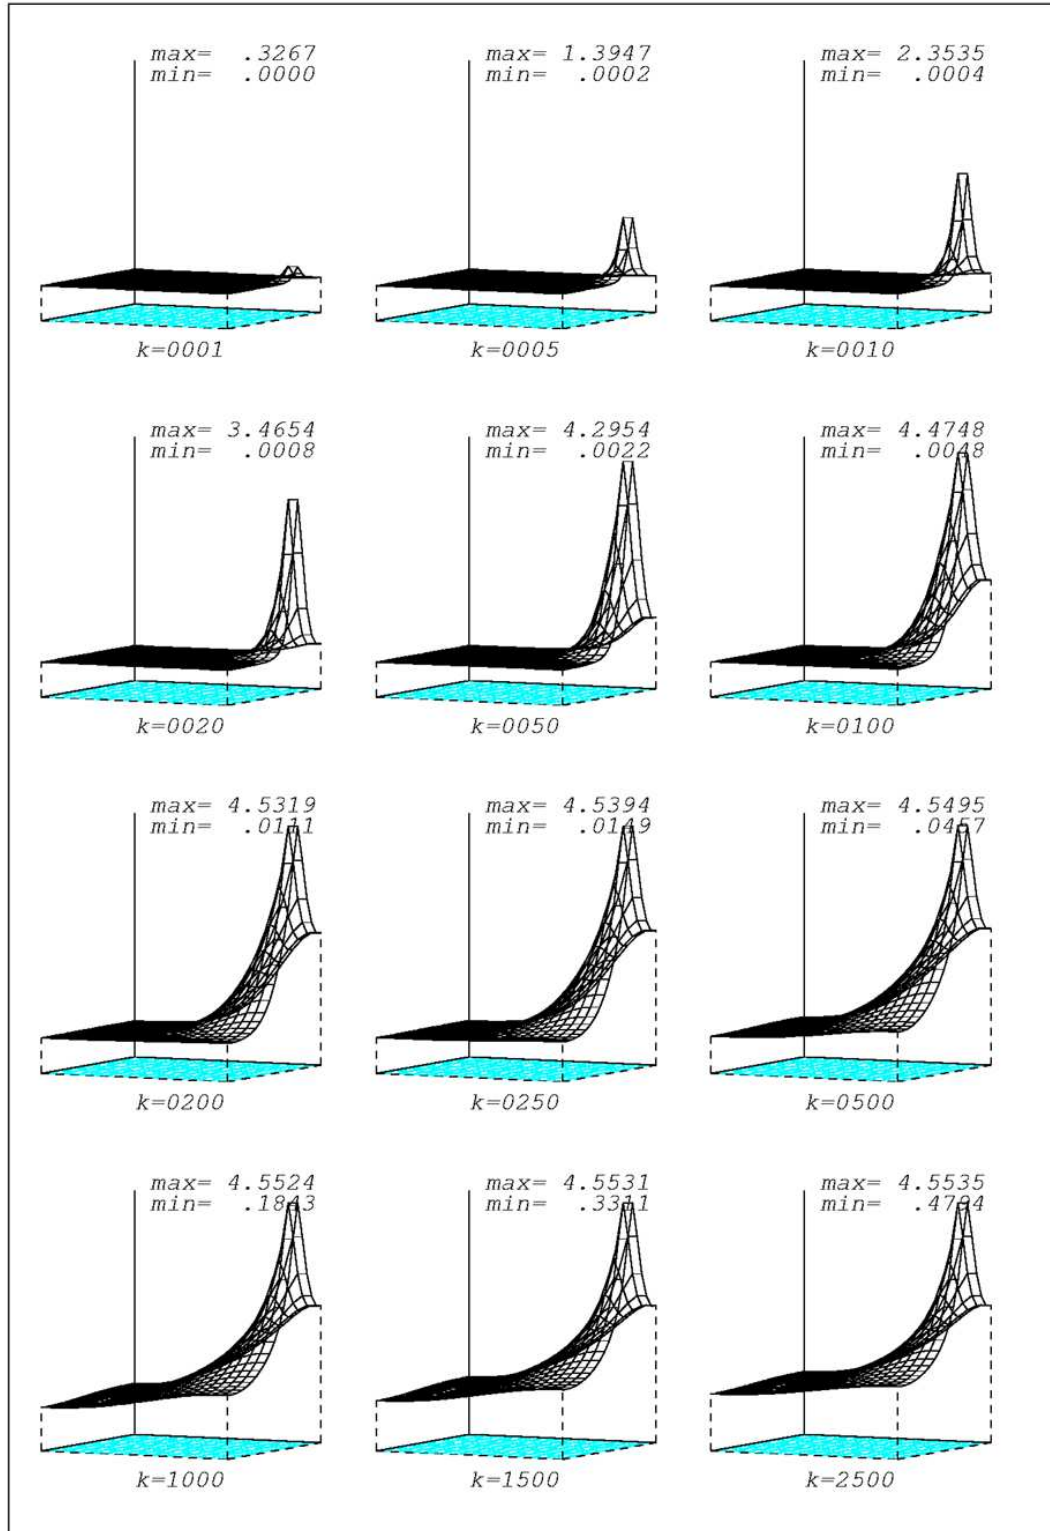 max= .3267
min= .0000
k=0001
max= 1.3947
min= .0002
k=0005
max= 2.3535
min= .0004
k=0010
max= 3.4654
min= .0008
k=0020
max= 4.2954
min= .0022
k=0050
max= 4.4748
min= .0048
k=0100
max= 4.5319
min= .0111
k=0200
max= 4.5394
min= .0149
k=0250
max= 4.5495
min= .0457
k=0500
max= 4.5524
min= .1843
k=1000
max= 4.5531
min= .3311
k=1500
max= 4.5535
min= .4794
k=2500